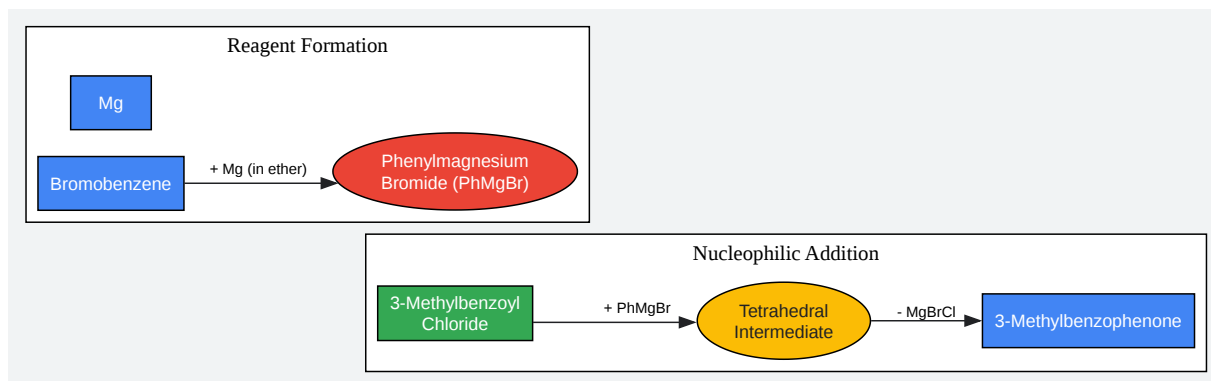 Reagent Formation
Mg
Bromobenzene
+ Mg (in ether)
Phenylmagnesium
Bromide (PhMgBr)
Nucleophilic Addition
3-Methylbenzoyl
Chloride
+ PhMgBr
Tetrahedral
Intermediate
- MgBrCl
3-Methylbenzophenone